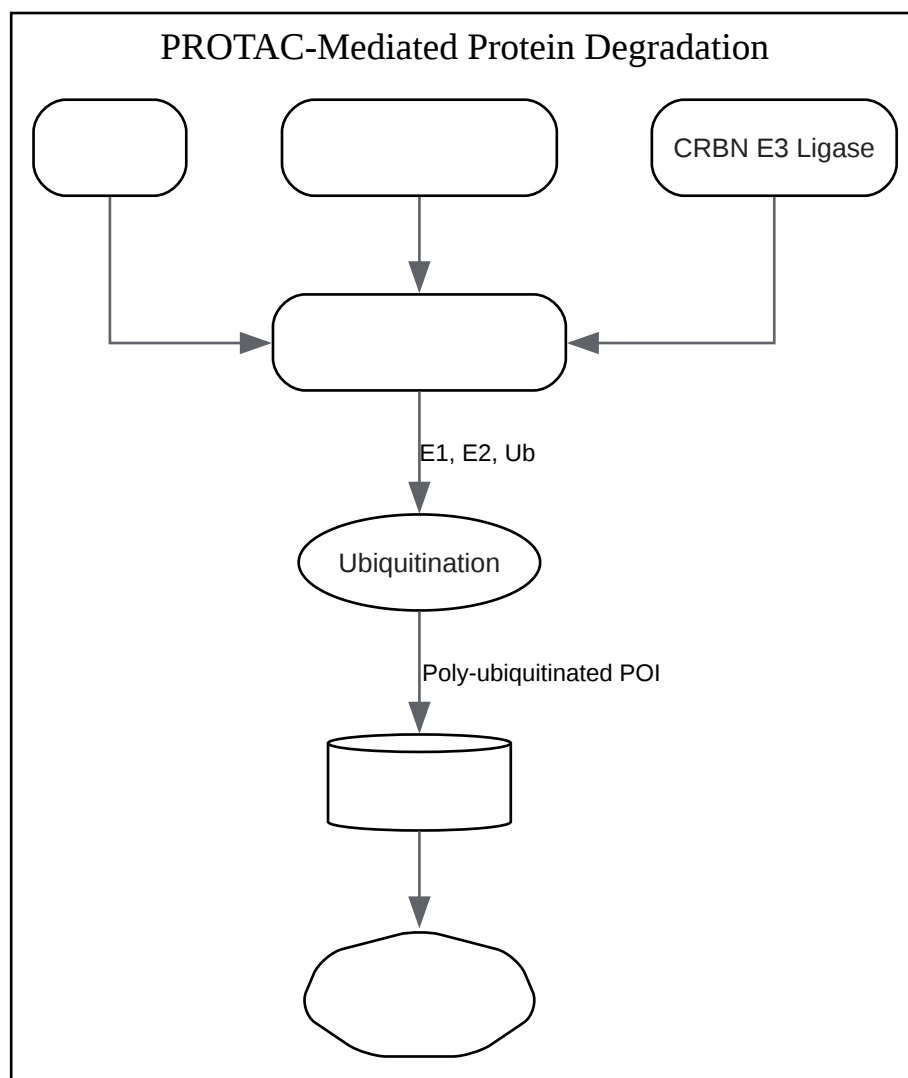 PROTAC-Mediated Protein Degradation
CRBN E3 Ligase
E1, E2, Ub
Ubiquitination
Poly-ubiquitinated POI